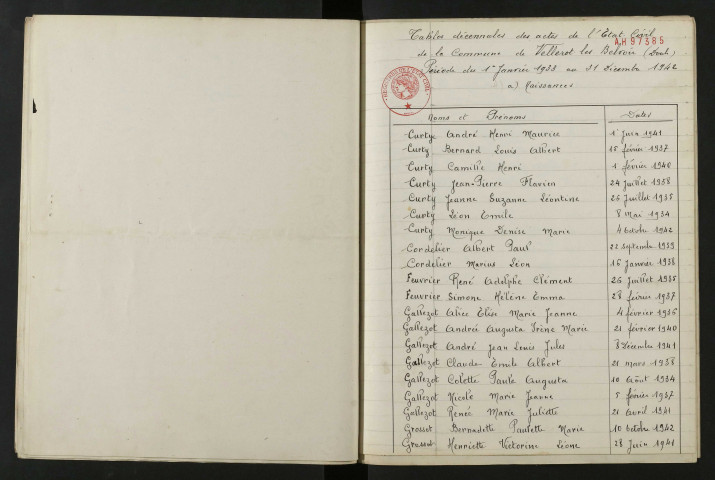 Tables décennales des actes de l'Etat Civil
AH 97385
de la Commune de Vellerot les Belvoir (Doubs)
Période du 1er Janvier 1933 au 31 Décembre 1942
a) Naissances
Noms et Prénoms Dates
Curty André Henri Maurice 1er Juin 1941
Curty Bernard Louis Albert 15 février 1937
Curty Camille Henri 1 février 1940
Curty Jean-Pierre Flavien 24 Juillet 1938
Curty Jeanne Suzanne Léontine 26 Juillet 1935
Curty Léon Emile 8 Mai 1934
Curty Monique Denise Marie 4 Octobre 1942
Cordelier Albert Paul 22 Septembre 1939
Cordelier Marius Léon 16 Janvier 1938
Feuvrier René Adolphe Clément 26 Juillet 1935
Feuvrier Simone Hélène Emma 28 février 1937
Gallezot Alice Elise Marie Jeanne 4 février 1936
Gallezot Andrée Augusta Irène Marie 21 février 1940
Gallezot André Jean Louis Jules 8 Décembre 1941
Gallezot Claude Emile Albert 21 mars 1938
Gallezot Colette Paule Augusta 10 Août 1934
Gallezot Nicole Marie Jeanne 5 février 1937
Gallezot Renée Marie Juliette 21 Avril 1941
Grosset Bernadette Paulette Marie 10 Octobre 1942
Grosset Henriette Victorine Léone 28 Juin 1941